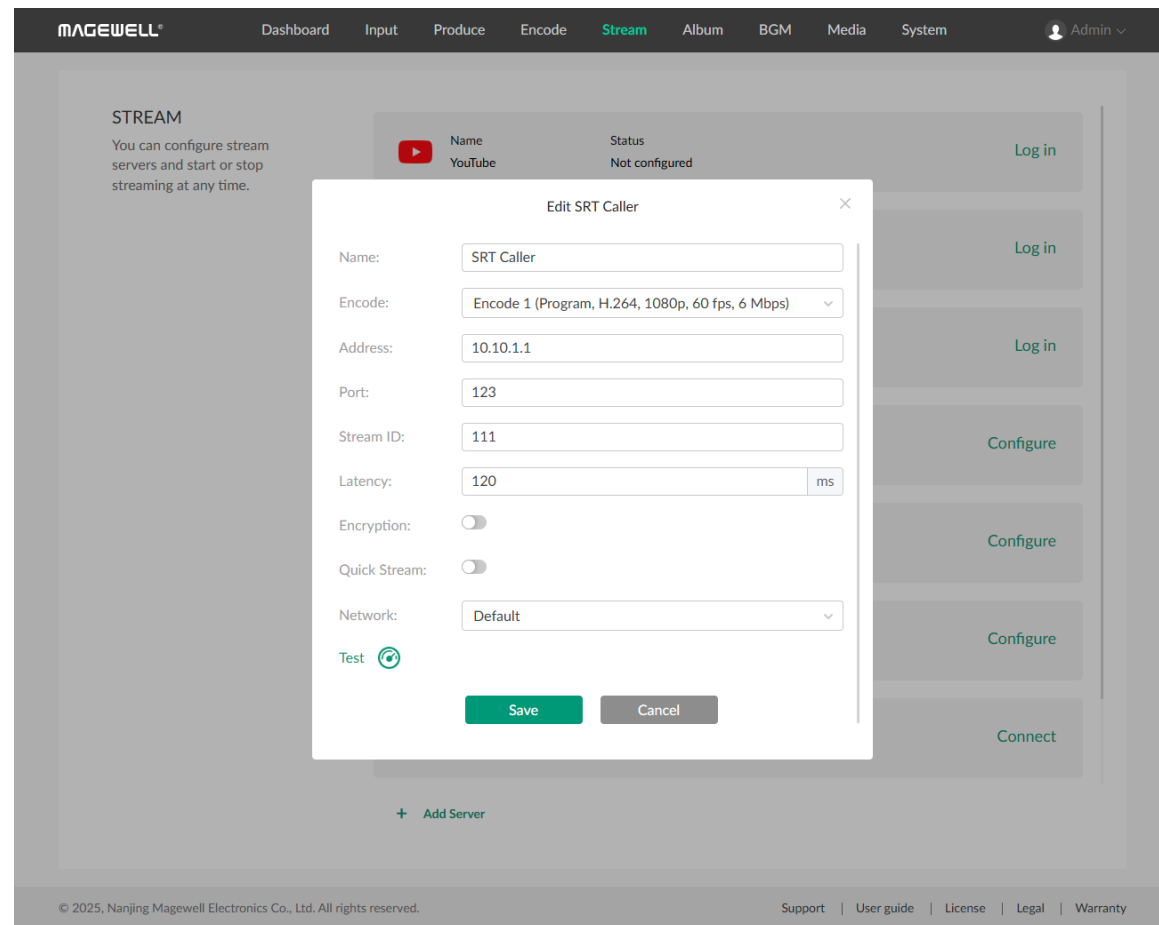 MAGEWELL®
Dashboard Input Produce Encode Stream Album BGM Media System Admin
STREAM
You can configure stream
servers and start or stop
streaming at any time.
Name Status
YouTube Not configured
Log in
Log in
Log in
Configure
Configure
Configure
Connect
Edit SRT Caller
Name: SRT Caller
Encode: Encode 1 (Program, H.264, 1080p, 60 fps, 6 Mbps)
Address: 10.10.1.1
Port: 123
Stream ID: 111
Latency: 120 ms
Encryption:
Quick Stream:
Network: Default
Test
Save Cancel
+ Add Server
© 2025, Nanjing Magewell Electronics Co., Ltd. All rights reserved.
Support | User guide | License | Legal | Warranty